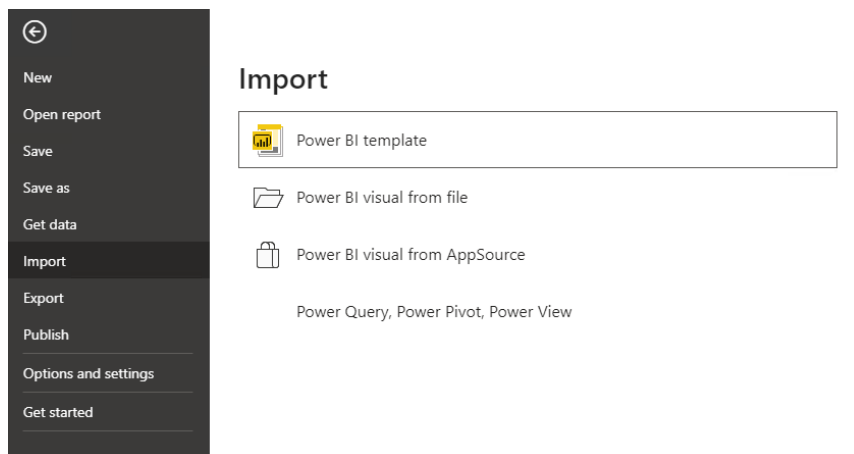 New
Open report
Save
Save as
Get data
Import
Export
Publish
Options and settings
Get started
Import
Power BI template
Power BI visual from file
Power BI visual from AppSource
Power Query, Power Pivot, Power View